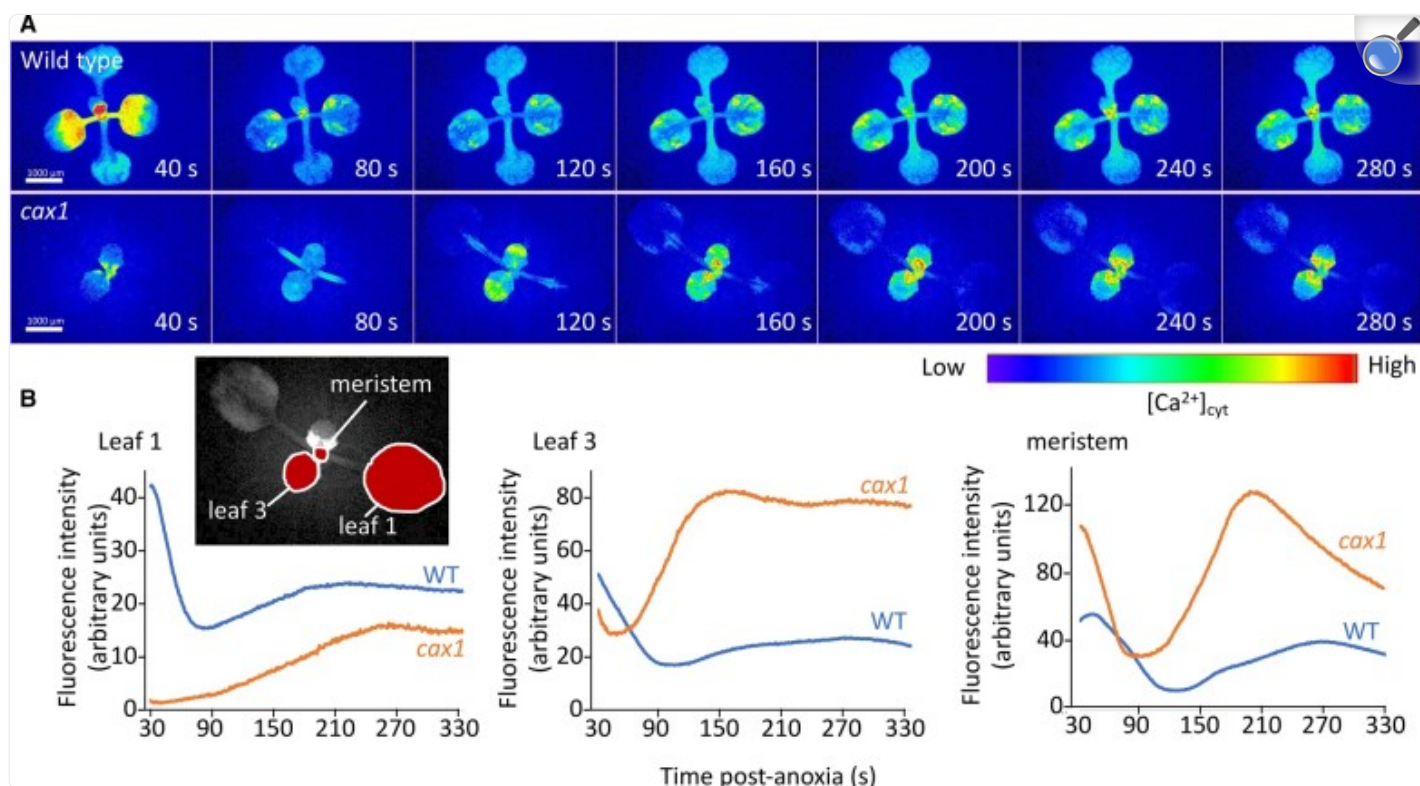 A
Wild type
40 s
80 s
120 s
160 s
200 s
240 s
280 s
1000 µm
cax1
40 s
80 s
120 s
160 s
200 s
240 s
280 s
1000 µm
Low
High
[Ca²⁺]cyt
B
meristem
leaf 3
leaf 1
Leaf 1
Fluorescence intensity
(arbitrary units)
40
30
20
10
0
WT
cax1
30 90 150 210 270 330
Leaf 3
Fluorescence intensity
(arbitrary units)
80
60
40
20
0
cax1
WT
30 90 150 210 270 330
meristem
Fluorescence intensity
(arbitrary units)
120
80
40
0
cax1
WT
30 90 150 210 270 330
Time post-anoxia (s)